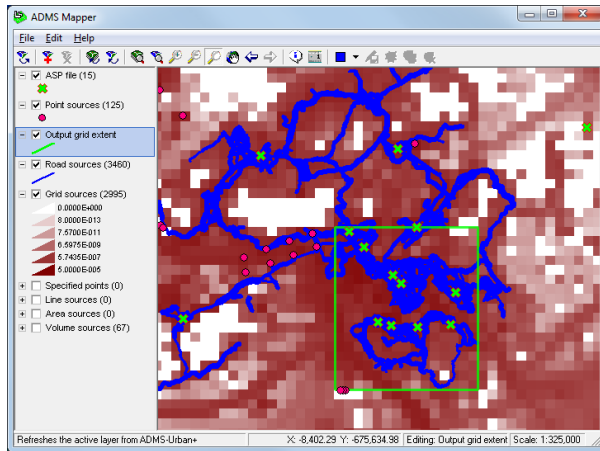 ADMS Mapper
File Edit Help
ASP file (15)
Point sources (125)
Output grid extent
Road sources (3460)
Grid sources (2995)
0.0000E+000
8.0000E-013
7.5700E-011
6.5975E-009
5.7435E-007
5.0000E-005
Specified points (0)
Line sources (0)
Area sources (0)
Volume sources (67)
Refreshes the active layer from ADMS-Urban+
X: -8,402.29 Y: -675,634.98
Editing: Output grid extent
Scale: 1:325,000